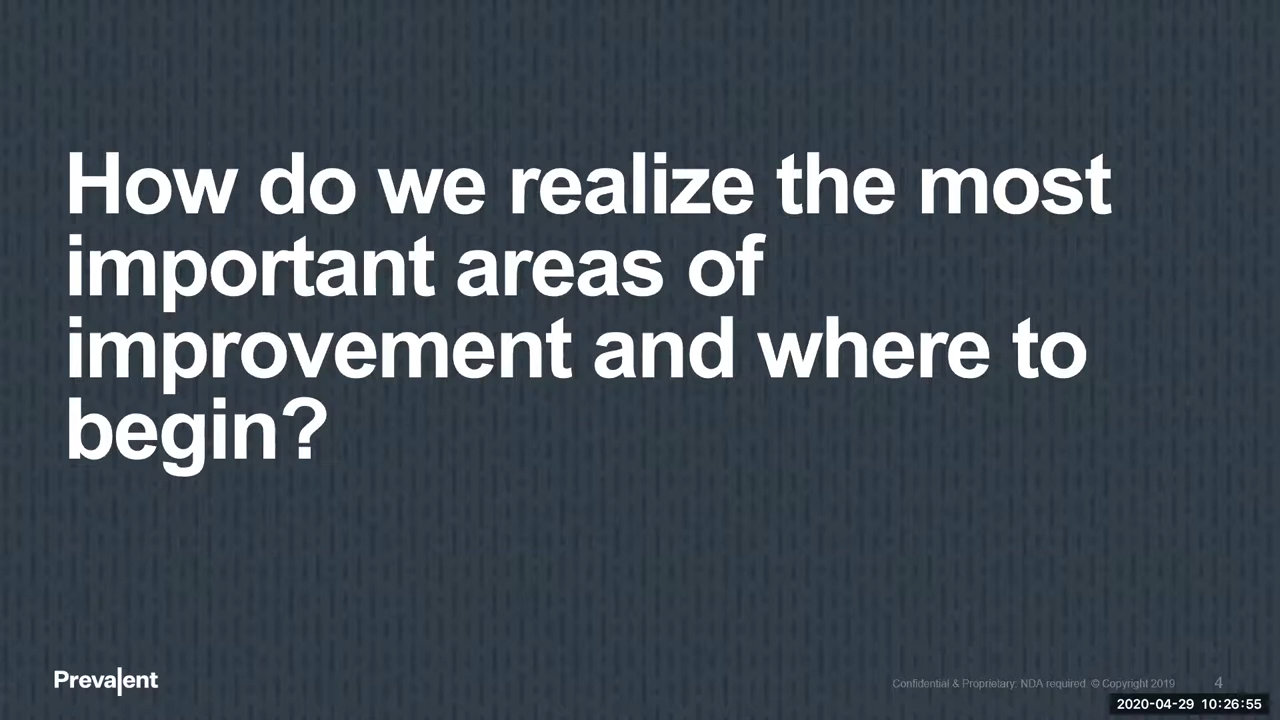 How do we realize the most
important areas of
improvement and where to
begin?
Prevalent
Confidential & Proprietary: NDA required © Copyright 2019 4
2020-04-29 10:26:55